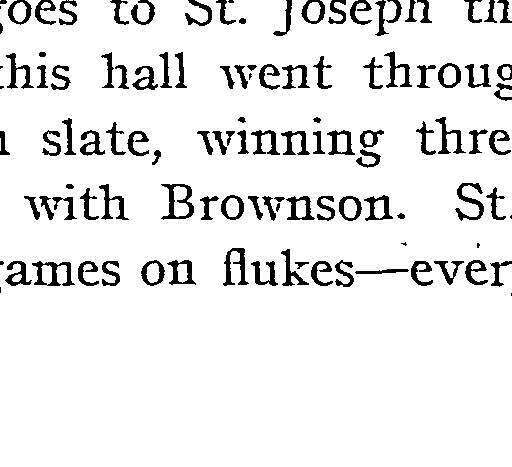 goes to St. Joseph th
this hall went throug
slate, winning thre
with Brownson. St.
games on flukes—ever